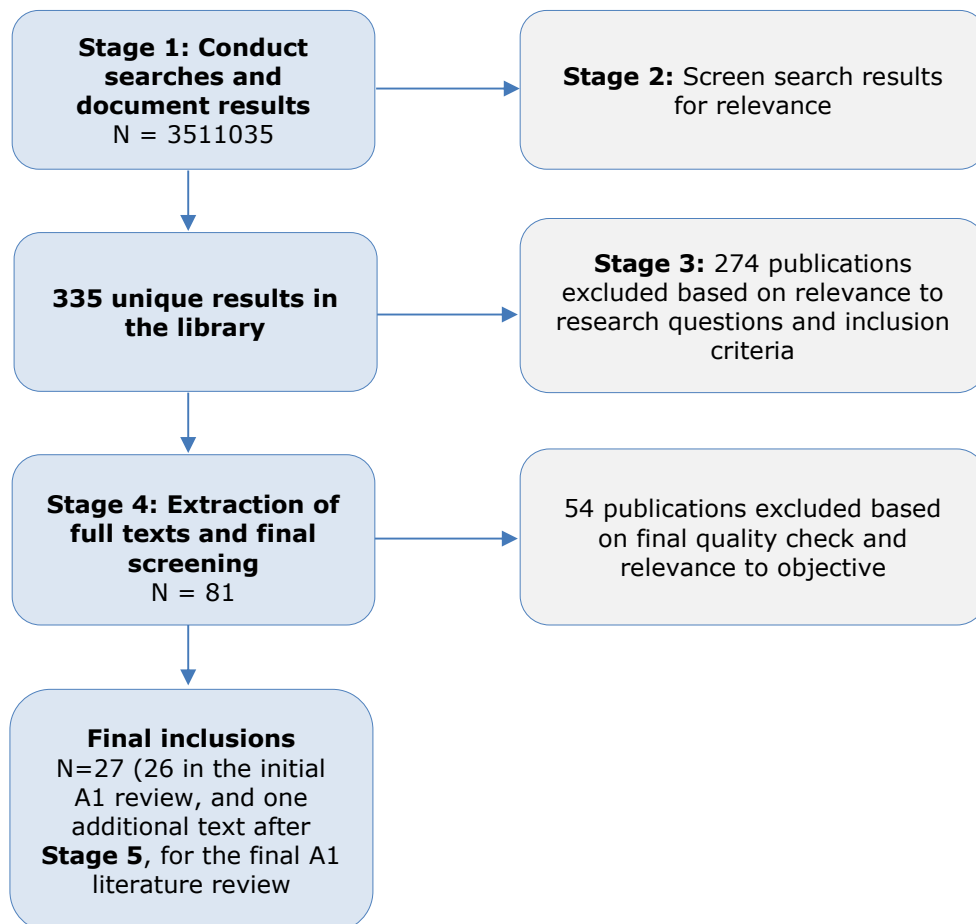 Stage 1: Conduct
searches and
document results
N = 3511035
Stage 2: Screen search results
for relevance
335 unique results in
the library
Stage 3: 274 publications
excluded based on relevance to
research questions and inclusion
criteria
Stage 4: Extraction of
full texts and final
screening
N = 81
54 publications excluded based
on final quality check and
relevance to objective
Final inclusions
N=27 (26 in the initial
A1 review, and one
additional text after
Stage 5, for the final A1
literature review